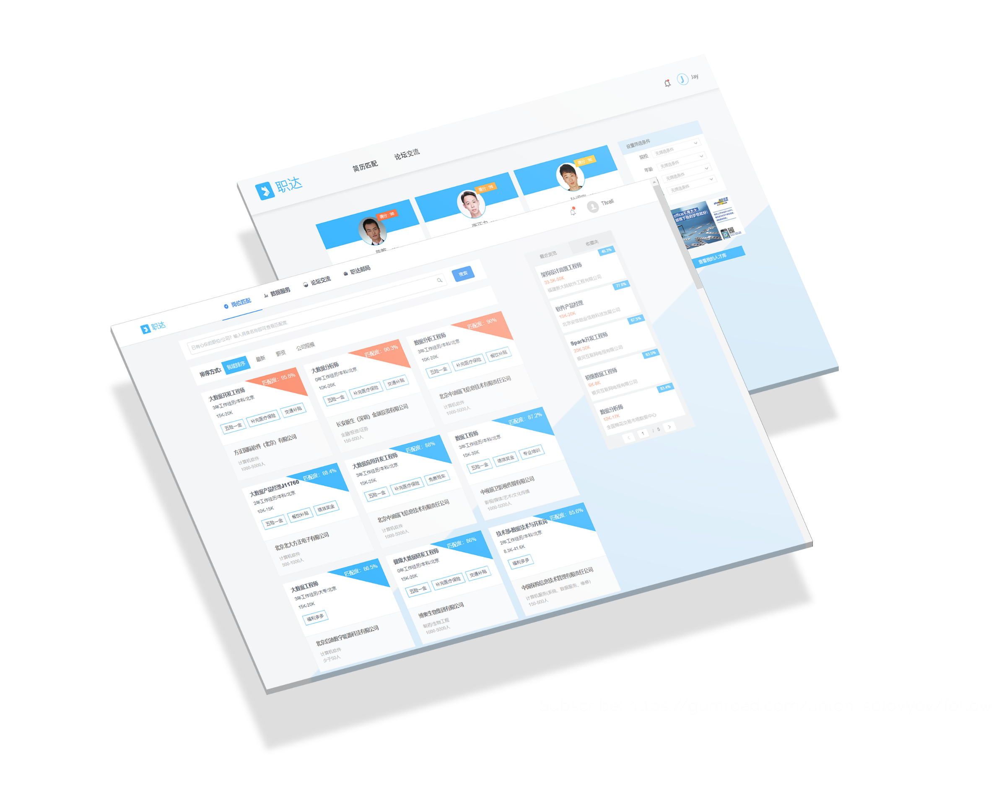 职达
简历匹配
论坛交流
Jay
得分:98
得分:98
得分:98
设置筛选条件
院校
无筛选条件
年龄
无筛选条件
无筛选条件
无筛选条件
office不用太大,
放得下我的梦想就好!
查看我的人才库
职达
岗位匹配
数据服务
论坛交流
职达邮局
Thrall
已有心仪的职位/公司?输入具体名称即可查看匹配度
搜索
排序方式:
智能排序
最新
薪资
公司规模
匹配度:95.6%
大数据开发工程师
3年工作经历/本科/北京
15K-20K
五险一金
补充医疗保险
交通补贴
方正国际软件(北京)有限公司
计算机软件
1000-5000人
匹配度:90.3%
大数据分析师
0年工作经历/本科/北京
10K-20K
五险一金
补充医疗保险
交通补贴
长安新生(深圳)金融投资有限公司
金融/投资/证券
150-500人
匹配度:90%
数据分析工程师
3年工作经历/本科/北京
10K-20K
五险一金
补充医疗保险
餐饮补贴
北京中油瑞飞信息技术有限责任公司
计算机软件
1000-5000人
匹配度:88.4%
大数据产品经理J11760
2年工作经历/本科/北京
10K-15K
五险一金
餐饮补贴
绩效奖金
北京北大方正电子有限公司
计算机软件
500-1000人
匹配度:88%
大数据应用开发工程师
3年工作经历/本科/北京
15K-25K
五险一金
补充医疗保险
免费班车
北京中油瑞飞信息技术有限责任公司
计算机软件
1000-5000人
匹配度:87.2%
数据工程师
3年工作经历/本科/北京
15K-30K
五险一金
绩效奖金
专业培训
中视前卫影视传媒有限公司
影视/媒体/艺术/文化传播
1000-5000人
匹配度:86.5%
大数据工程师
3年工作经历/大专/北京
15K-20K
福利多多
北京启油数字能源科技有限公司
计算机软件
少于50人
匹配度:86%
健康大数据研发工程师
0年工作经历/本科/北京
15K-20K
五险一金
补充医疗保险
交通补贴
博奥生物集团有限公司
制药/生物工程
1000-5000人
匹配度:85.6%
技术部-数据技术与开发岗
2年工作经历/本科/北京
8.3K-41.6K
福利多多
中国保险信息技术管理有限责任公司
计算机服务(系统、数据服务、维修)
150-500人
最近浏览
收藏夹
46.3%
架构设计高级工程师
33.3K-50K
福建新大陆软件工程有限公司
77.6%
软件产品经理
15K-20K
北京安信创业信息科技发展公司
67.5%
Spark开发工程师
20K-30K
银河互联网电视有限公司
63.5%
初级数据工程师
6K-8K
银河互联网电视有限公司
83.4%
数据分析师
12K-17K
全国棉花交易市场数据中心
1 / 5